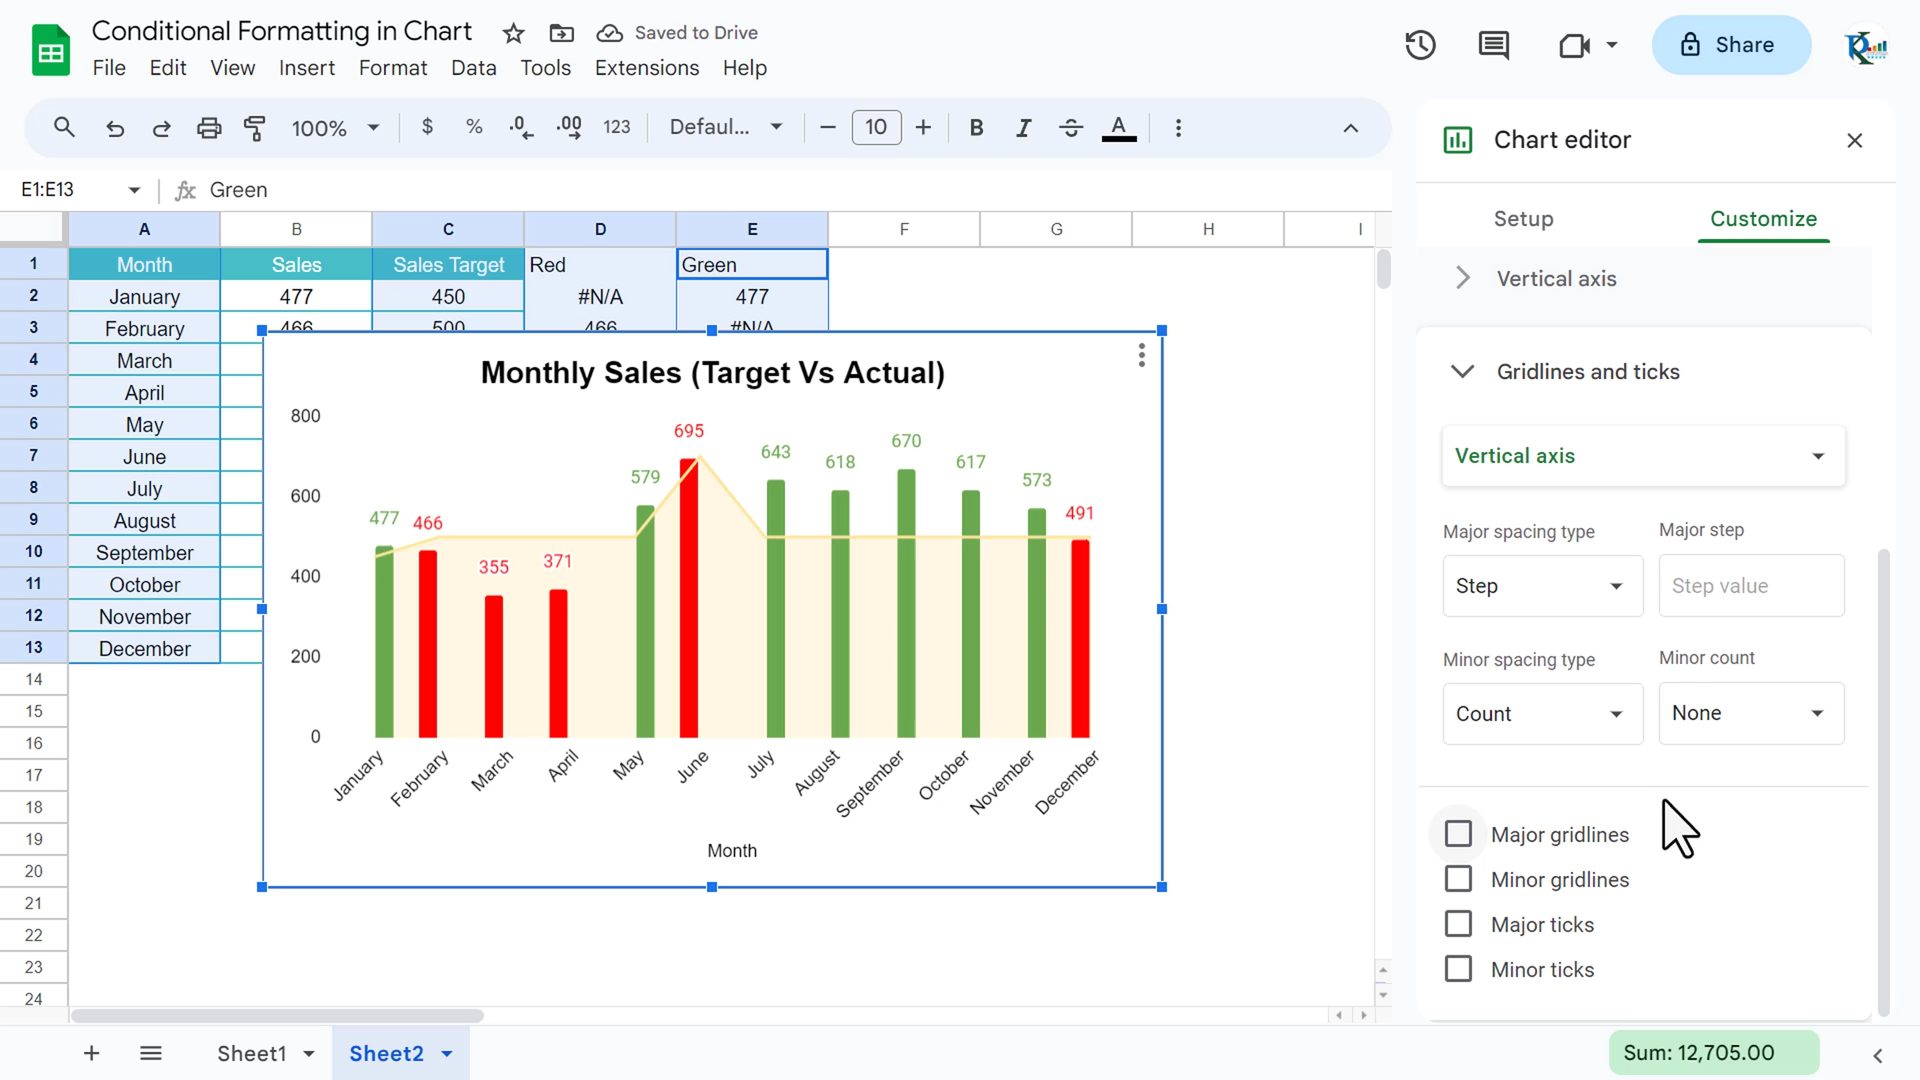 Conditional Formatting in Chart Saved to Drive
File Edit View Insert Format Data Tools Extensions Help
Share
100% $ % .0 .00 123 Defaul... 10 B I S A
E1:E13 fx Green
A B C D E F G H I
1 Month Sales Sales Target Red Green
2 January 477 450 #N/A 477
3 February 466 500 466 #N/A
4 March
5 April
6 May
7 June
8 July
9 August
10 September
11 October
12 November
13 December
14
15
16
17
18
19
20
21
22
23
24
Monthly Sales (Target Vs Actual)
800
600
400
200
0
477 466 355 371 579 695 643 618 670 617 573 491
January February March April May June July August September October November December
Month
Chart editor
Setup Customize
Vertical axis
Gridlines and ticks
Vertical axis
Major spacing type Major step
Step Step value
Minor spacing type Minor count
Count None
Major gridlines
Minor gridlines
Major ticks
Minor ticks
Sheet1 Sheet2 Sum: 12,705.00